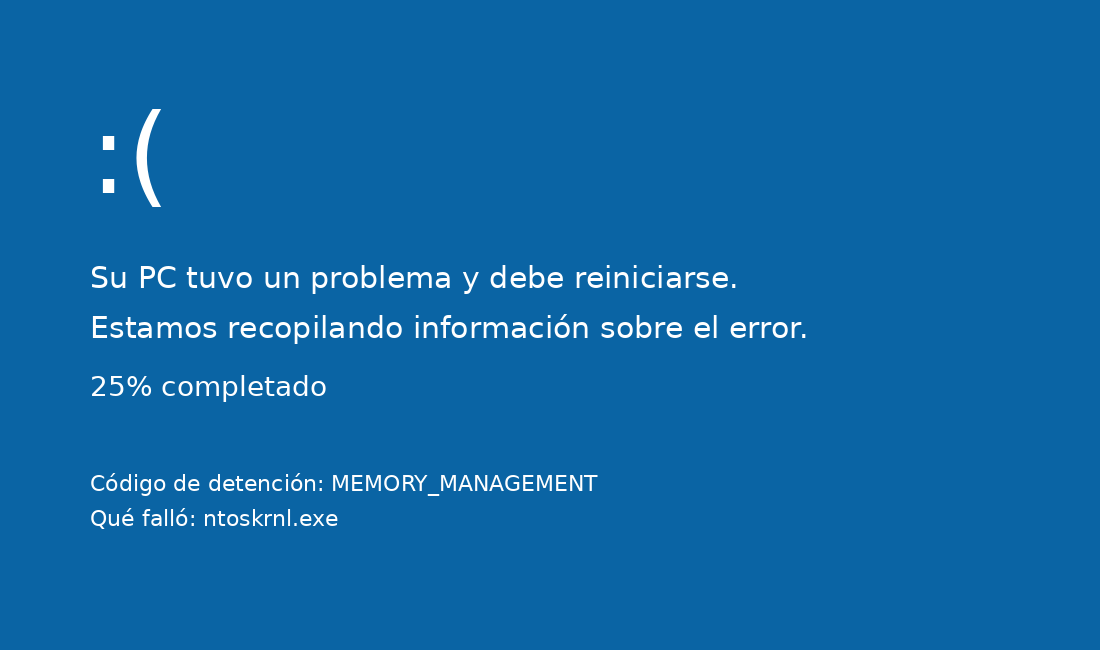 :(
Su PC tuvo un problema y debe reiniciarse.
Estamos recopilando información sobre el error.
25% completado
Código de detención: MEMORY_MANAGEMENT
Qué falló: ntoskrnl.exe